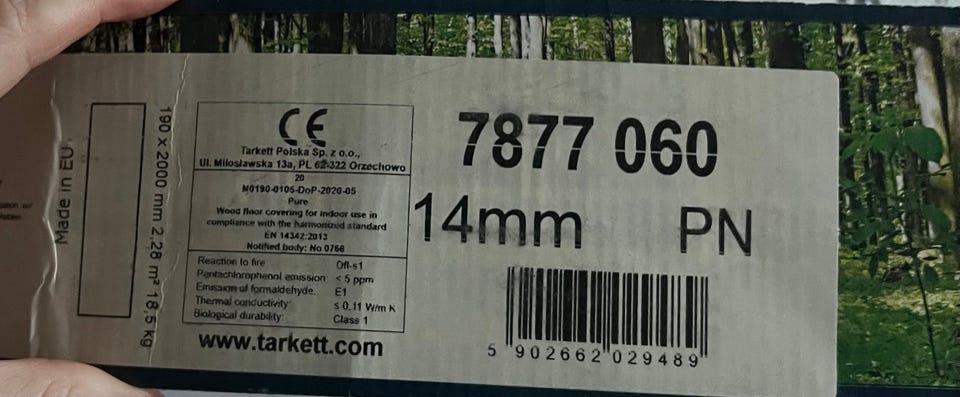 Made in EU.
190 x 2000 mm 2,28 m² 18,5 kg
CE
Tarkett Polska Sp. z o.o.,
Ul. Milosławska 13a, PL 62-322 Orzechowo
20
N0190-0105-DoP-2020-05
Pure
Wood floor covering for indoor use in
compliance with the harmonized standard
EN 14342:2013
Notified body: No 0766
Reaction to fire Dfl-s1
Pentachlorophenol emission: < 5 ppm
Emission of formaldehyde. E1
Thermal conductivity: ≤ 0.11 W/m K
Biological durability: Class 1
www.tarkett.com
7877 060
14mm PN
5 902662 029489